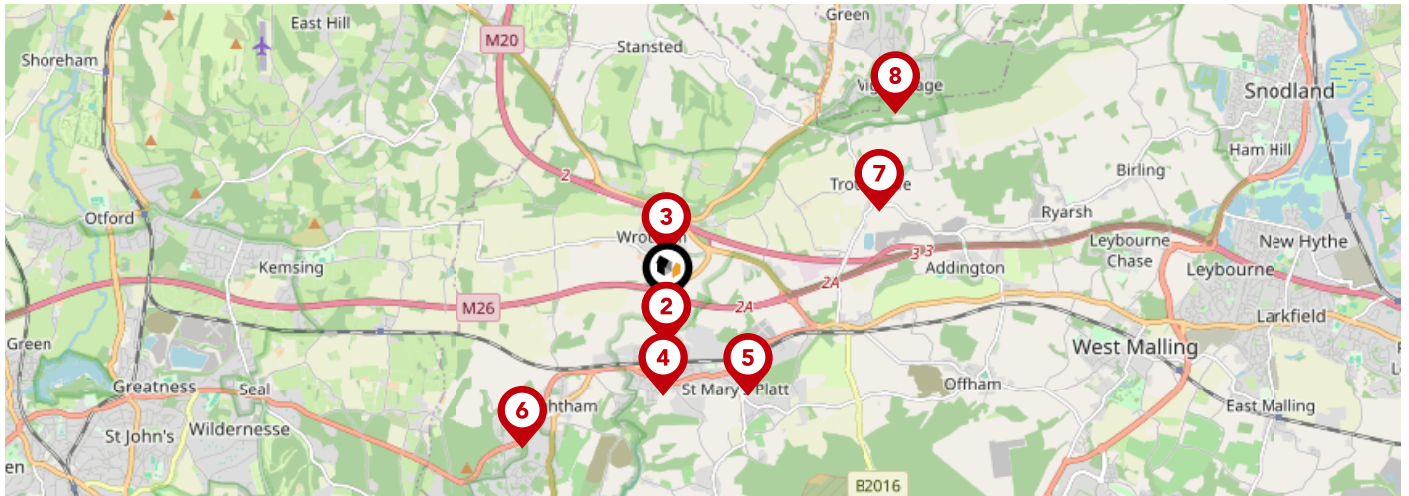 East Hill
Green
M20
Stansted
Shoreham
8
Snodland
Ham Hill
7
Birling
2
3
Otford
Ryarsh
Leybourne
Chase
New Hythe
3 3
Kemsing
Addington
Leybourne
2A
M26
2
2A
Larkfield
Green
4
5
West Malling
Greatness
Seal
St Mary
Platt
Offham
6
East Malling
St John's
Wildernesse
B2016